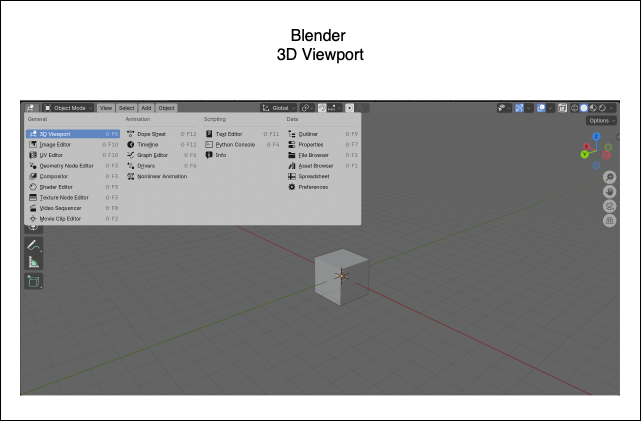 Blender
3D Viewport
Object Mode View Select Add Object Global Options
General
3D Viewport ⇧ F5
Image Editor ⇧ F10
UV Editor ⇧ F10
Geometry Node Editor ⇧ F3
Compositor ⇧ F3
Shader Editor ⇧ F3
Texture Node Editor ⇧ F3
Video Sequencer ⇧ F8
Movie Clip Editor ⇧ F2
Animation
Dope Sheet ⇧ F12
Timeline ⇧ F12
Graph Editor ⇧ F6
Drivers ⇧ F6
Nonlinear Animation
Scripting
Text Editor ⇧ F11
Python Console ⇧ F4
Info
Data
Outliner ⇧ F9
Properties ⇧ F7
File Browser ⇧ F1
Asset Browser ⇧ F1
Spreadsheet
Preferences
Z
X
Y